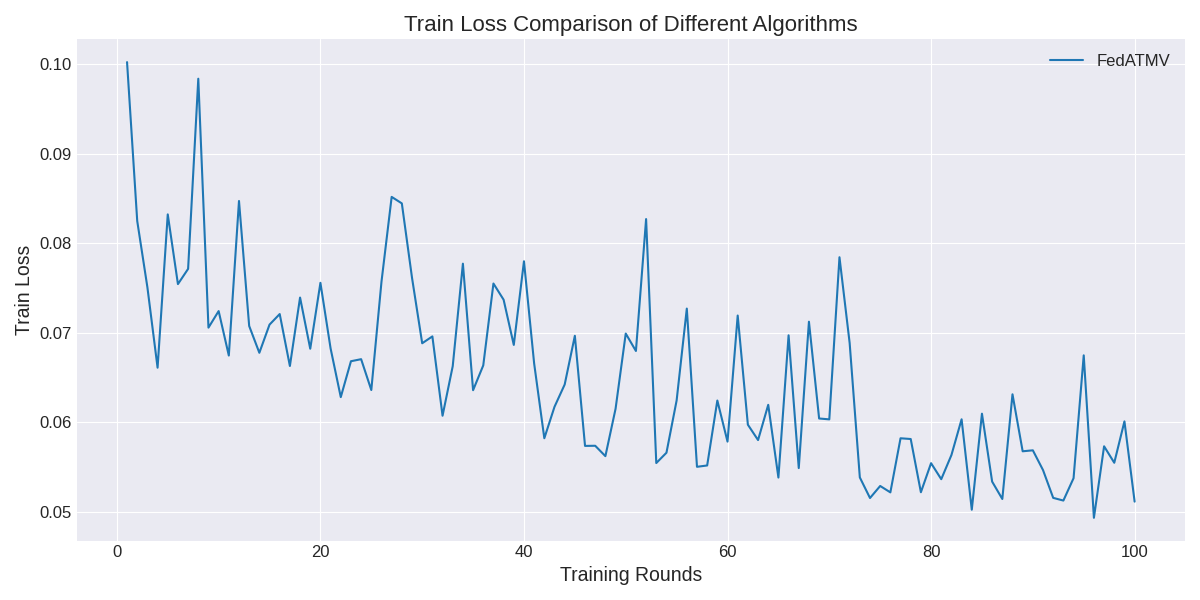 Train Loss Comparison of Different Algorithms
FedATMV
Train Loss
0.10
0.09
0.08
0.07
0.06
0.05
0 20 40 60 80 100
Training Rounds